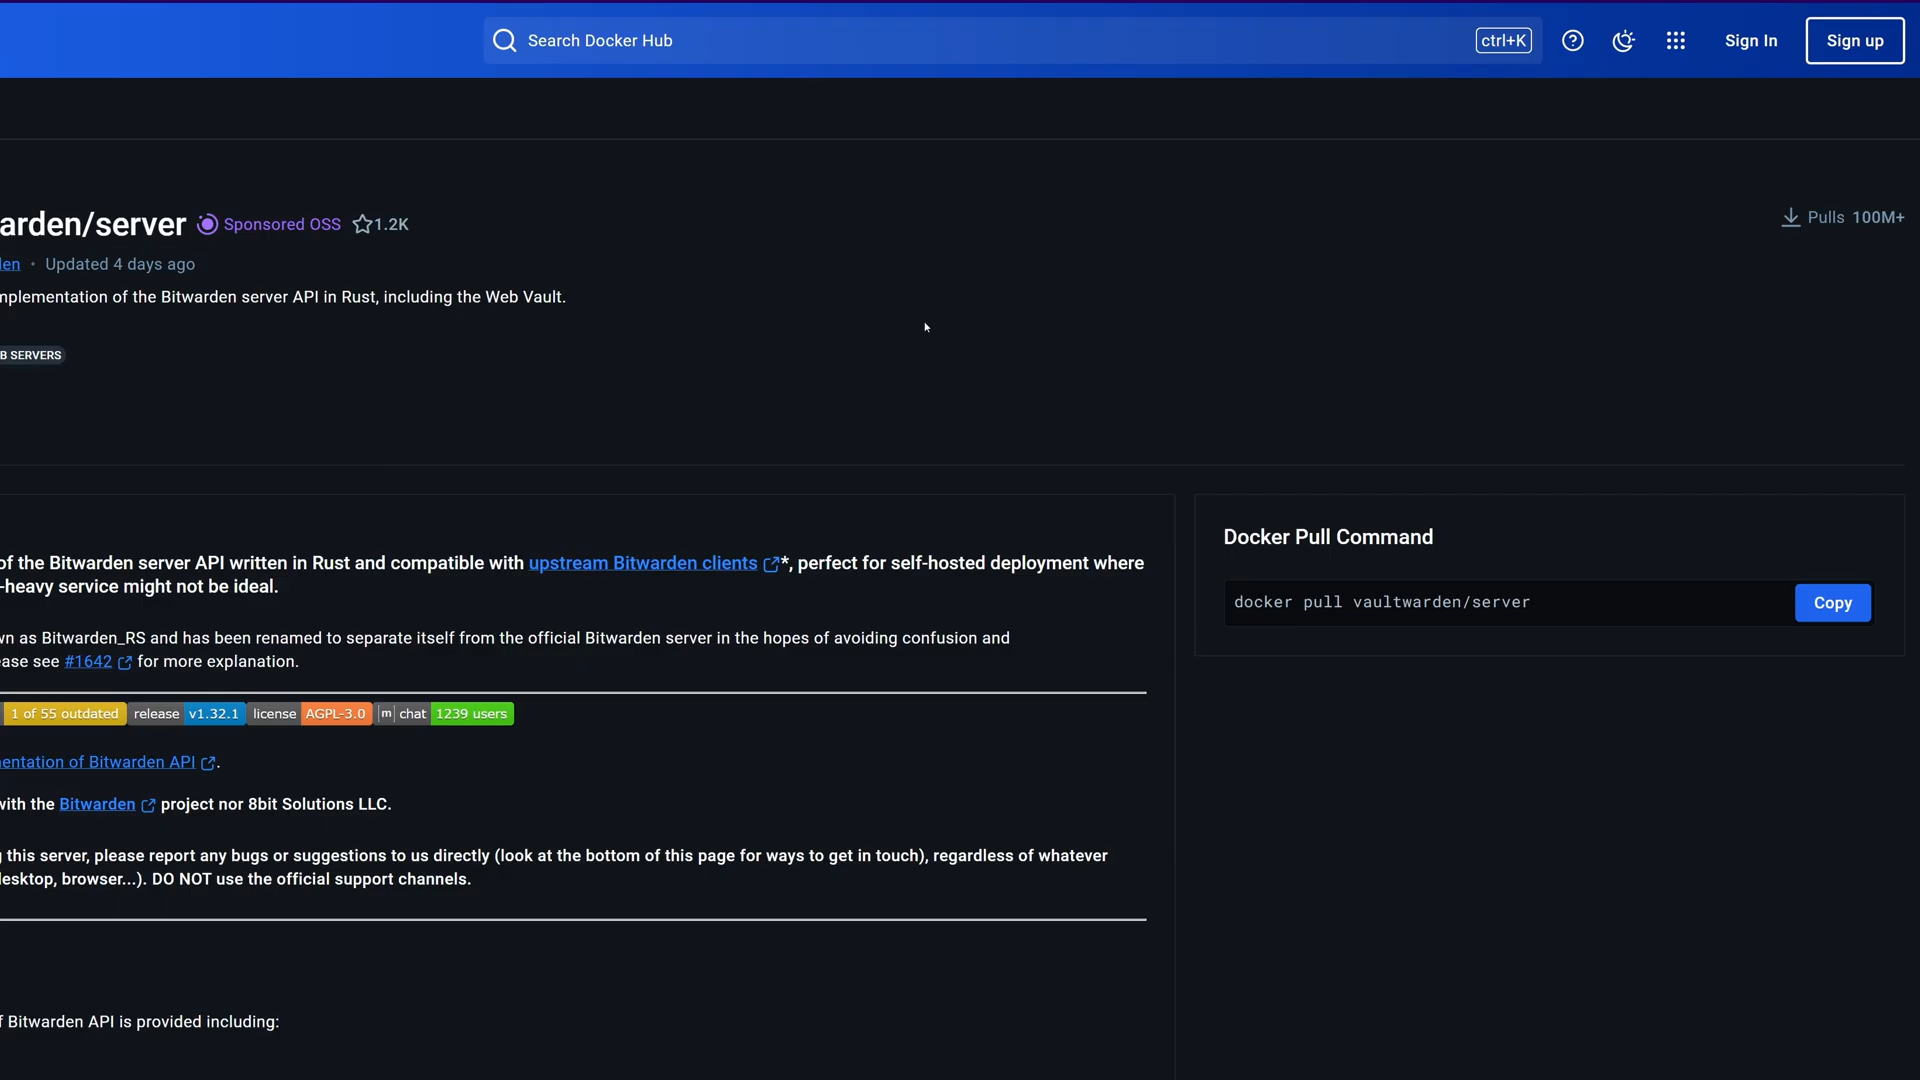 Search Docker Hub
ctrl+K
Sign In
Sign up
arden/server
Sponsored OSS
1.2K
Pulls 100M+
den · Updated 4 days ago
mplementation of the Bitwarden server API in Rust, including the Web Vault.
B SERVERS
Docker Pull Command
docker pull vaultwarden/server
Copy
of the Bitwarden server API written in Rust and compatible with upstream Bitwarden clients *, perfect for self-hosted deployment where
-heavy service might not be ideal.
wn as Bitwarden_RS and has been renamed to separate itself from the official Bitwarden server in the hopes of avoiding confusion and
ease see #1642 for more explanation.
1 of 55 outdated release v1.32.1 license AGPL-3.0 [m] chat 1239 users
entation of Bitwarden API .
with the Bitwarden project nor 8bit Solutions LLC.
this server, please report any bugs or suggestions to us directly (look at the bottom of this page for ways to get in touch), regardless of whatever
desktop, browser...). DO NOT use the official support channels.
f Bitwarden API is provided including: